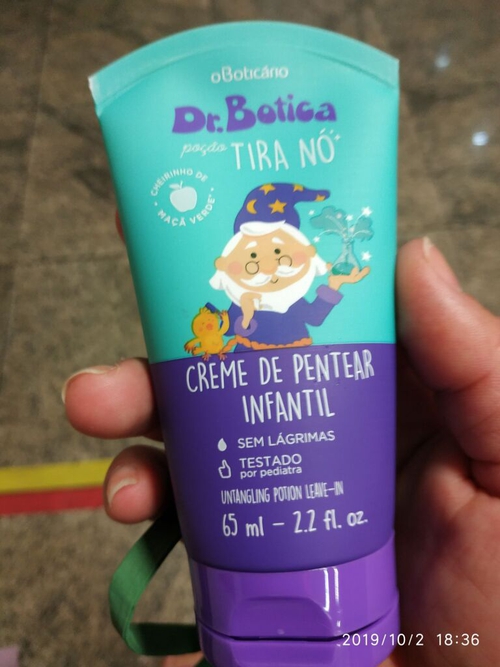 oBoticário
Dr. Botica
poção TIRA NÓ
CHEIRINHO DE
MAÇÃ VERDE
CREME DE PENTEAR
INFANTIL
SEM LÁGRIMAS
TESTADO
por pediatra
UNTANGLING POTION LEAVE-IN
65 ml - 2.2 fl. oz.
2019/10/2 18:36